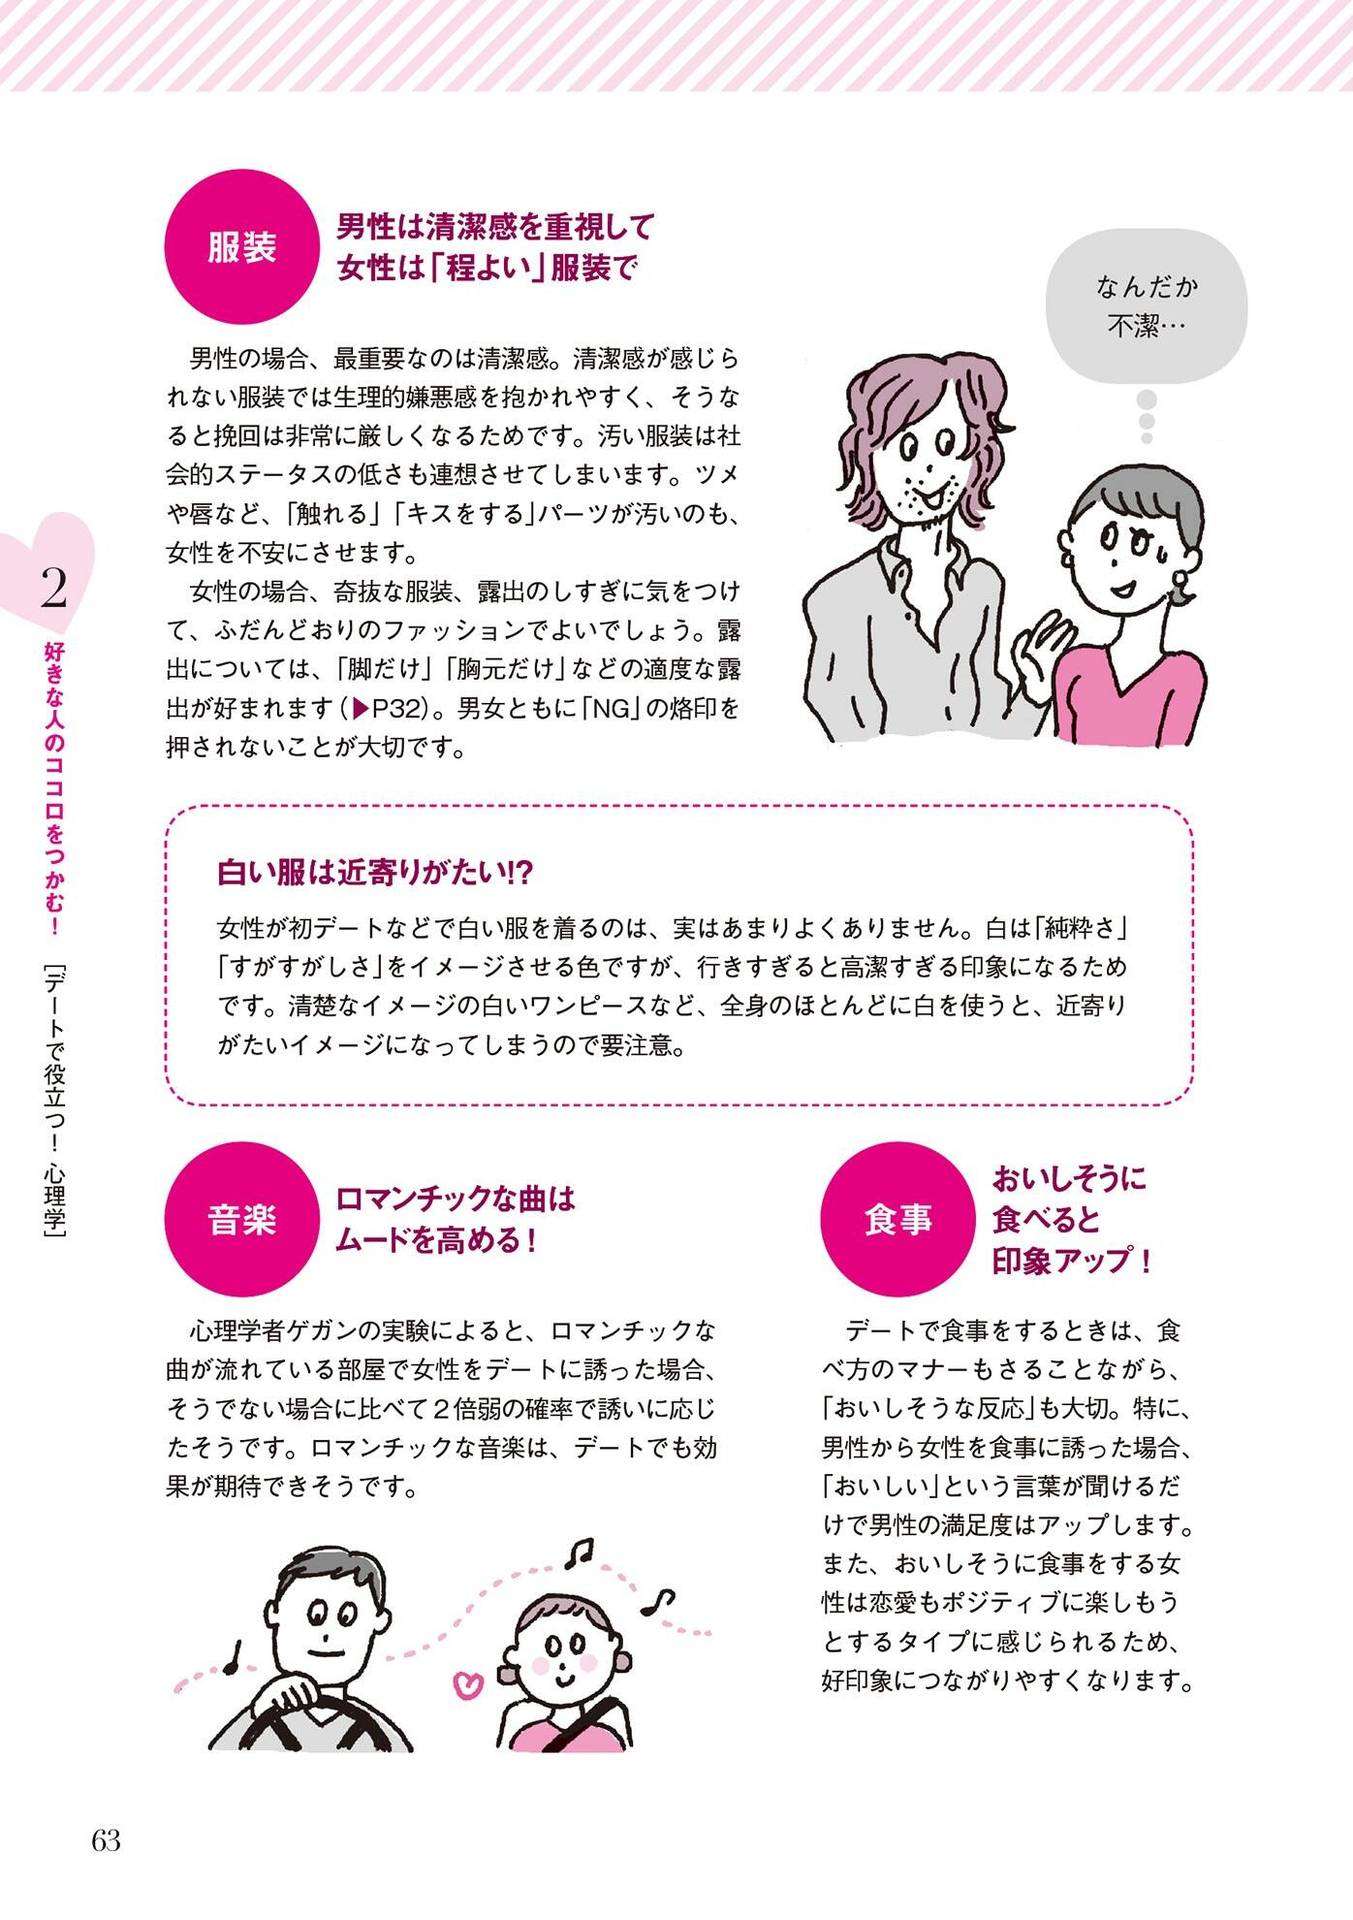 服装
男性は清潔感を重視して
女性は「程よい」服装で
男性の場合、最重要なのは清潔感。清潔感が感じら
れない服装では生理的嫌悪感を抱かれやすく、そうな
ると挽回は非常に厳しくなるためです。汚い服装は社
会的ステータスの低さも連想させてしまいます。ツメ
や唇など、「触れる」「キスをする」パーツが汚いのも、
女性を不安にさせます。
女性の場合、奇抜な服装、露出のしすぎに気をつけ
て、ふだんどおりのファッションでよいでしょう。露
出については、「脚だけ」「胸元だけ」などの適度な露
出が好まれます（▶P32）。男女ともに「NG」の烙印を
押されないことが大切です。
なんだか
不潔…
白い服は近寄りがたい!?
女性が初デートなどで白い服を着るのは、実はあまりよくありません。白は「純粋さ」
「すがすがしさ」をイメージさせる色ですが、行きすぎると高潔すぎる印象になるため
です。清楚なイメージの白いワンピースなど、全身のほとんどに白を使うと、近寄り
がたいイメージになってしまうので要注意。
音楽
ロマンチックな曲は
ムードを高める！
心理学者ゲガンの実験によると、ロマンチックな
曲が流れている部屋で女性をデートに誘った場合、
そうでない場合に比べて２倍弱の確率で誘いに応じ
たそうです。ロマンチックな音楽は、デートでも効
果が期待できそうです。
食事
おいしそうに
食べると
印象アップ！
デートで食事をするときは、食
べ方のマナーもさることながら、
「おいしそうな反応」も大切。特に、
男性から女性を食事に誘った場合、
「おいしい」という言葉が聞けるだ
けで男性の満足度はアップします。
また、おいしそうに食事をする女
性は恋愛もポジティブに楽しもう
とするタイプに感じられるため、
好印象につながりやすくなります。
2
好きな人のココロをつかむ！ ［デートで役立つ！ 心理学］
63